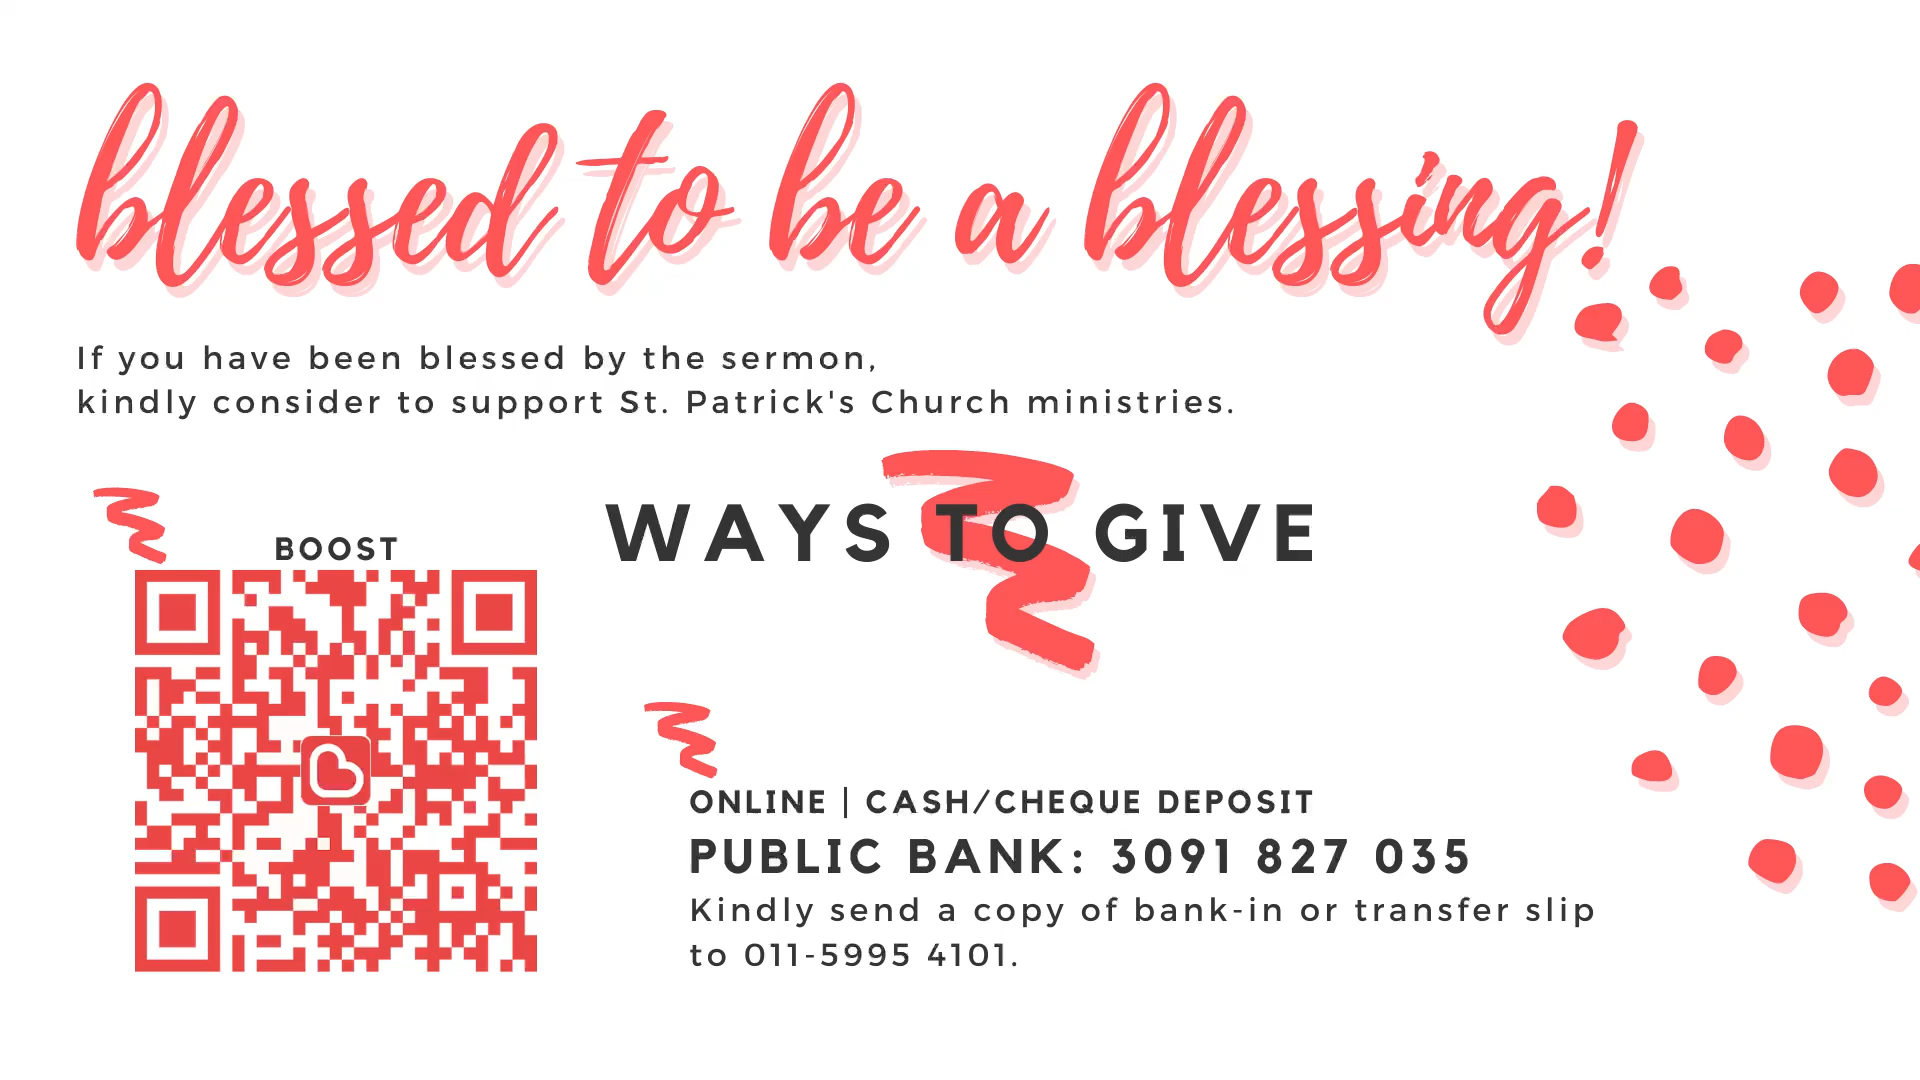 blessed to be a blessing!
If you have been blessed by the sermon,
kindly consider to support St. Patrick's Church ministries.
WAYS TO GIVE
BOOST
ONLINE | CASH/CHEQUE DEPOSIT
PUBLIC BANK: 3091 827 035
Kindly send a copy of bank-in or transfer slip
to 011-5995 4101.